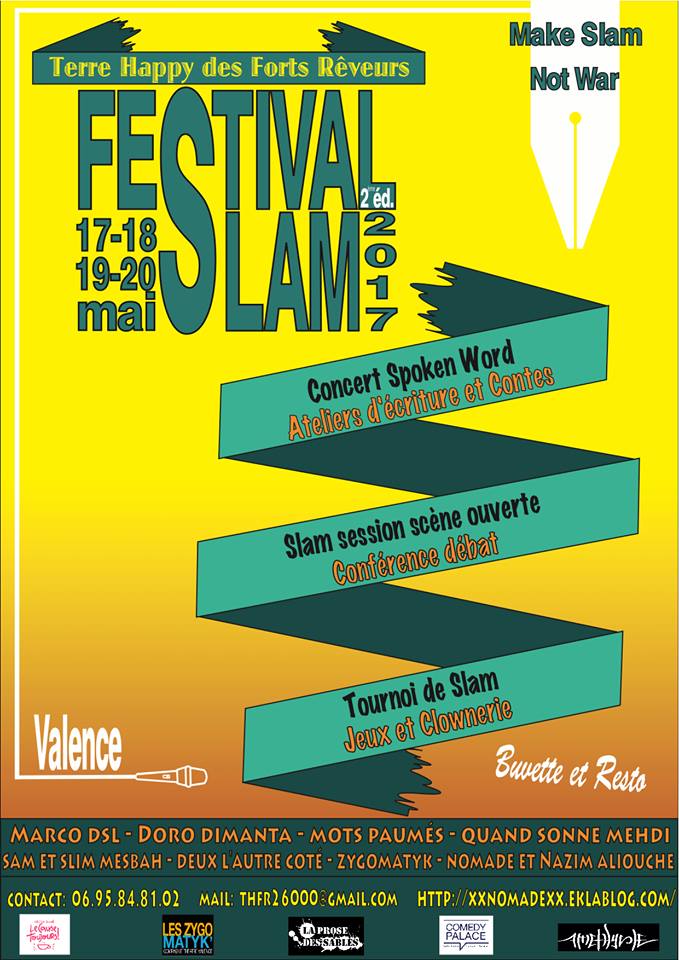 Terre Happy des Forts Rêveurs
Make Slam
Not War
FESTIVAL
2ème éd.
SLAM
2017
17-18
19-20
mai
Concert Spoken Word
Ateliers d'écriture et Contes
Slam session scène ouverte
Conférence débat
Tournoi de Slam
Jeux et Clownerie
Valence
Buvette et Resto
MARCO DSL - DORO DIMANTA - MOTS PAUMÉS - QUAND SONNE MEHDI
SAM ET SLIM MESBAH - DEUX L'AUTRE COTÉ - ZYGOMATYK - NOMADE ET NAZIM ALIOUCHE
CONTACT: 06.95.84.81.02 MAIL: THFR26000@GMAIL.COM HTTP://XXNOMADEXX.EKLABLOG.COM/
Le Cause
Toujours!
LES ZYGO
MATYK'
LA PROSE
DES SABLES
COMEDY
PALACE